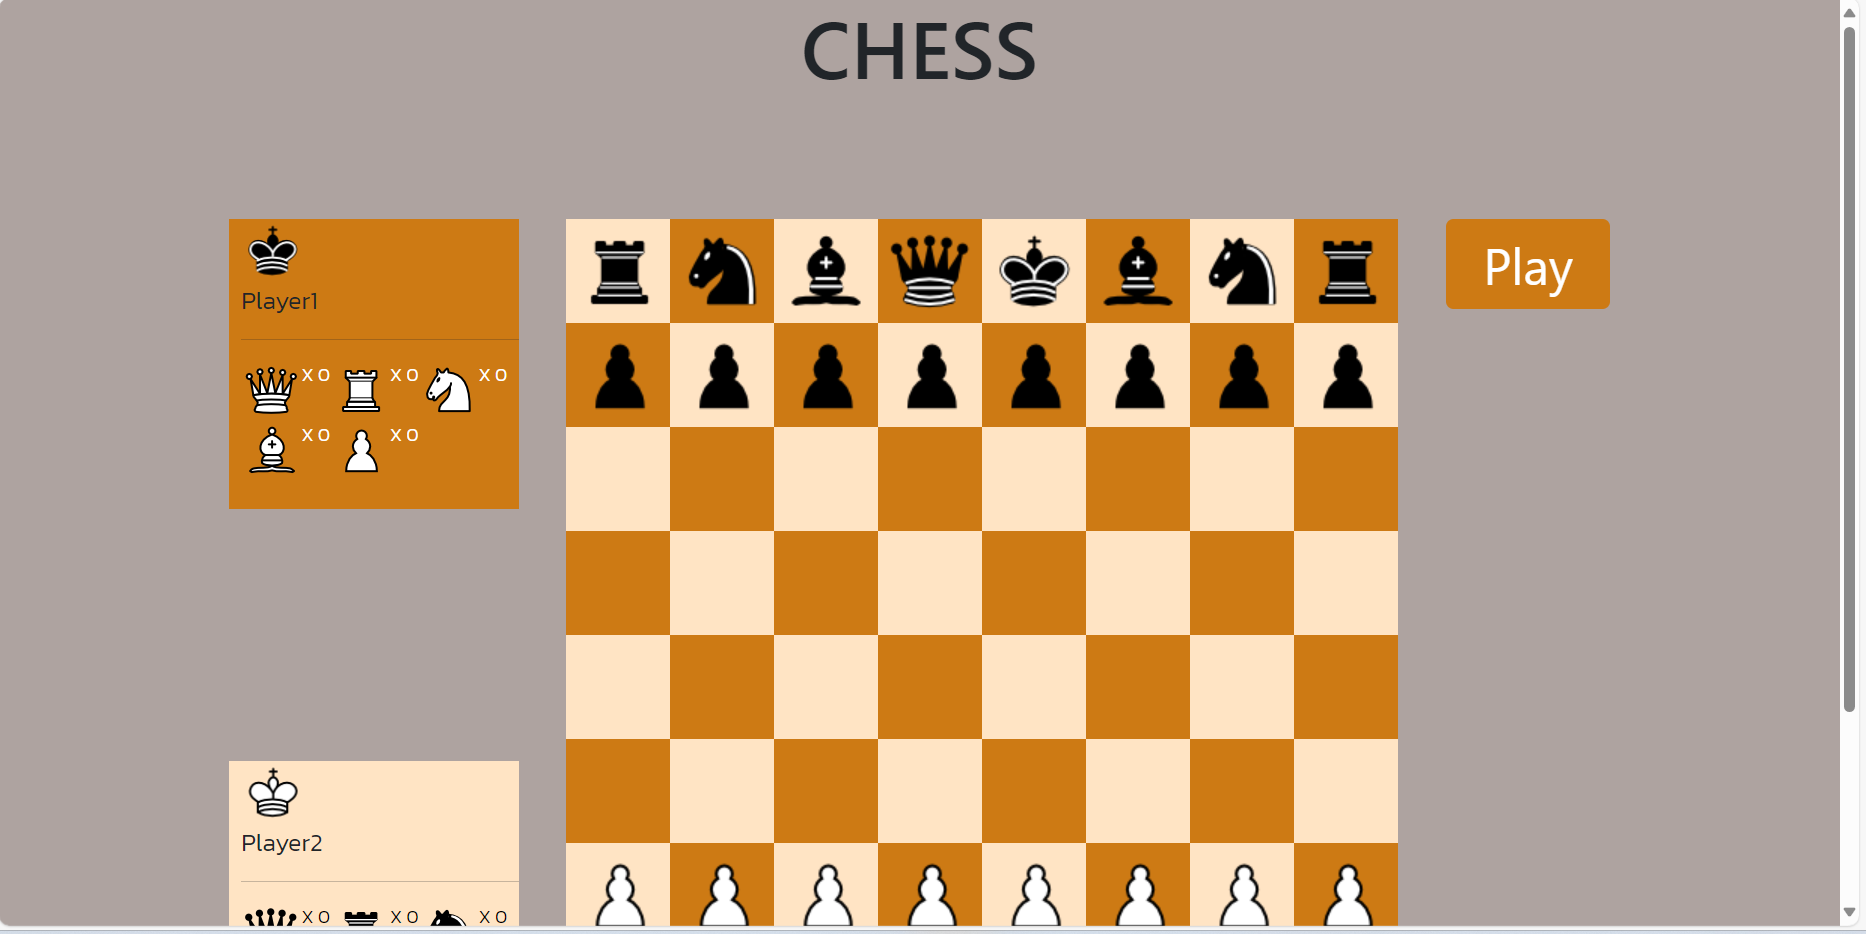 CHESS
Player1
Play
X 0 X 0 X 0
X 0 X 0
Player2
X 0 X 0 X 0